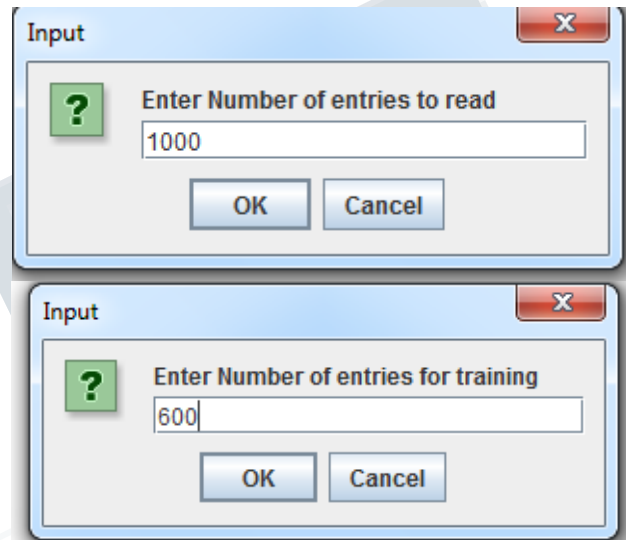 Input
X
?
Enter Number of entries to read
1000
OK Cancel
Input
X
?
Enter Number of entries for training
600
OK Cancel